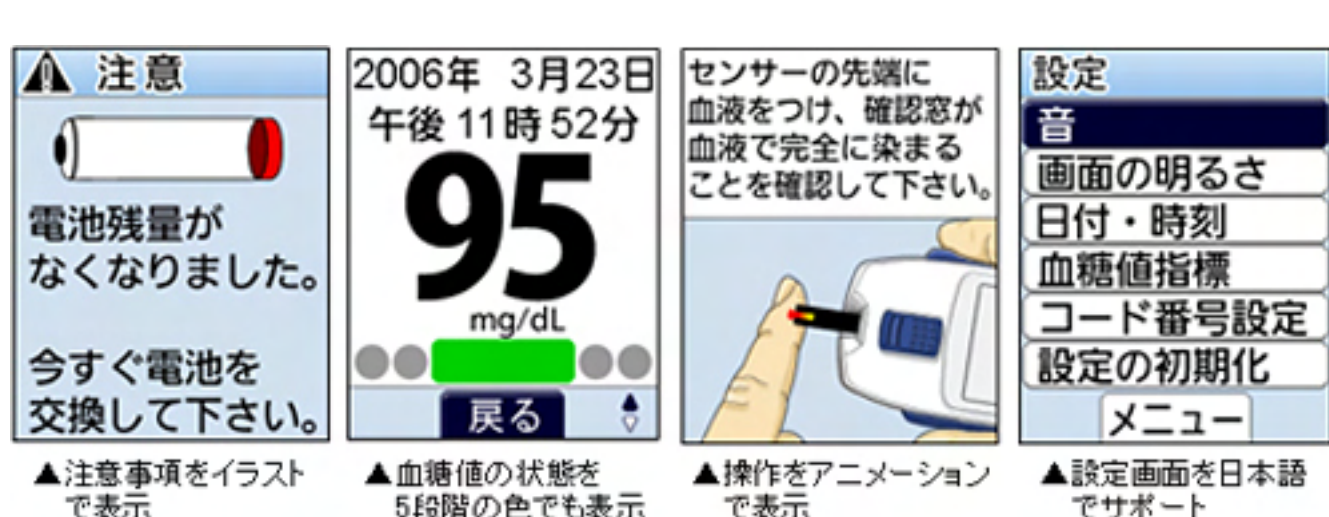 注意
電池残量が
なくなりました。
今すぐ電池を
交換して下さい。
▲注意事項をイラスト
で表示
2006年 3月23日
午後 11時 52分
95
mg/dL
戻る
▲血糖値の状態を
5段階の色でも表示
センサーの先端に
血液をつけ、確認窓が
血液で完全に染まる
ことを確認して下さい。
▲操作をアニメーション
で表示
設定
音
画面の明るさ
日付・時刻
血糖値指標
コード番号設定
設定の初期化
メニュー
▲設定画面を日本語
でサポート